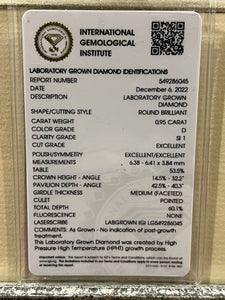 INTERNATIONAL
GEMOLOGICAL
INSTITUTE
LABORATORY GROWN DIAMOND IDENTIFICATIONS
REPORT 549286045
DATE December 6, 2022
DESCRIPTION LABORATORY GROWN
DIAMOND
SHAPE/CUTTING STYLE ROUND BRILLIANT
CARAT WEIGHT 0.95 CARAT
COLOR GRADE D
CLARITY GRADE SI 1
CUT EXCELLENT
POLISH/SYMMETRY EXCELLENT/EXCELLENT
MEASUREMENTS 6.38 - 6.41 x 3.84 mm
TABLE 53.5%
CROWN HEIGHT - ANGLE 14.5% - 32.2°
PAVILION DEPTH - ANGLE 42.5% - 40.3°
GIRDLE THICKNESS MEDIUM (FACETED)
CULET POINTED
TOTAL DEPTH 60.1%
FLUORESCENCE NONE
LASERSCRIBE LABGROWN IGI LG549286045
COMMENTS: As Grown - No indication of post-growth
treatment.
This Laboratory Grown Diamond was created by High
Pressure High Temperature (HPHT) growth process.